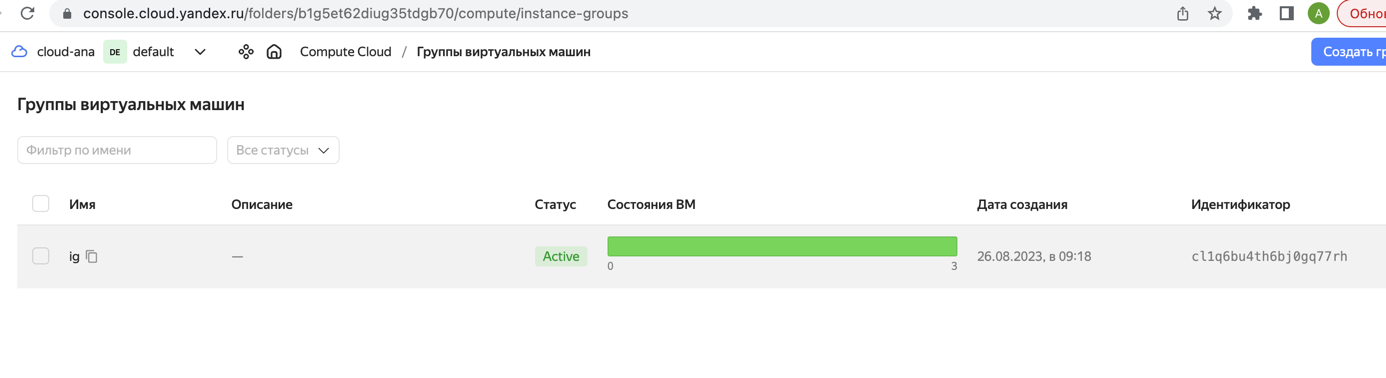 console.cloud.yandex.ru/folders/b1g5et62diug35tdgb70/compute/instance-groups A Обнов
cloud-ana DE default Compute Cloud / Группы виртуальных машин Создать гр
Группы виртуальных машин
Фильтр по имени Все статусы
Имя Описание Статус Состояния ВМ Дата создания Идентификатор
ig — Active 26.08.2023, в 09:18 cl1q6bu4th6bj0gq77rh
0 3